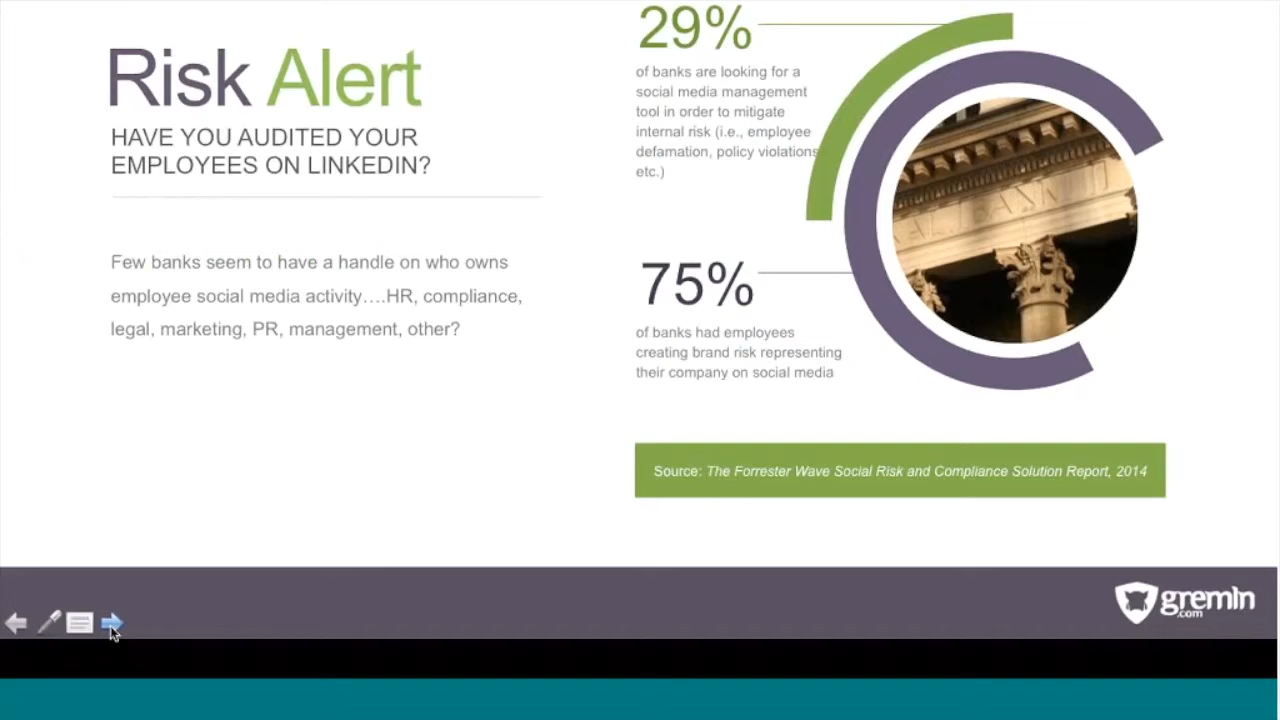 Risk Alert
HAVE YOU AUDITED YOUR
EMPLOYEES ON LINKEDIN?
Few banks seem to have a handle on who owns
employee social media activity….HR, compliance,
legal, marketing, PR, management, other?
29%
of banks are looking for a
social media management
tool in order to mitigate
internal risk (i.e., employee
defamation, policy violations
etc.)
75%
of banks had employees
creating brand risk representing
their company on social media
BANK
Source: The Forrester Wave Social Risk and Compliance Solution Report, 2014
gremln
.com